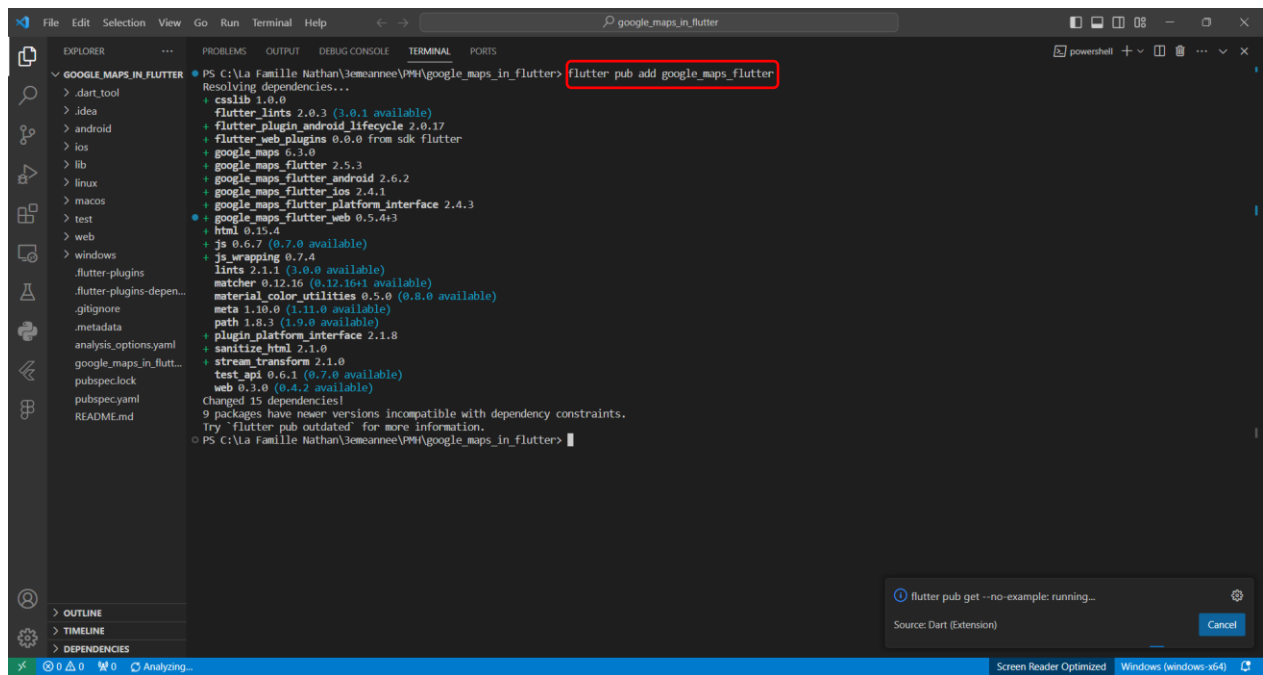 File Edit Selection View Go Run Terminal Help
google_maps_in_flutter
EXPLORER
PROBLEMS OUTPUT DEBUG CONSOLE TERMINAL PORTS
powershell
GOOGLE_MAPS_IN_FLUTTER
.dart_tool
.idea
android
ios
lib
linux
macos
test
web
windows
.flutter-plugins
.flutter-plugins-depen...
.gitignore
.metadata
analysis_options.yaml
google_maps_in_flutt...
pubspec.lock
pubspec.yaml
README.md
OUTLINE
TIMELINE
DEPENDENCIES
PS C:\La Famille Nathan\3emeannee\PMH\google_maps_in_flutter> flutter pub add google_maps_flutter
Resolving dependencies...
+ csslib 1.0.0
flutter_lints 2.0.3 (3.0.1 available)
+ flutter_plugin_android_lifecycle 2.0.17
+ flutter_web_plugins 0.0.0 from sdk flutter
+ google_maps 6.3.0
+ google_maps_flutter 2.5.3
+ google_maps_flutter_android 2.6.2
+ google_maps_flutter_ios 2.4.1
+ google_maps_flutter_platform_interface 2.4.3
+ google_maps_flutter_web 0.5.4+3
+ html 0.15.4
+ js 0.6.7 (0.7.0 available)
+ js_wrapping 0.7.4
lints 2.1.1 (3.0.0 available)
matcher 0.12.16 (0.12.16+1 available)
material_color_utilities 0.5.0 (0.8.0 available)
meta 1.10.0 (1.11.0 available)
path 1.8.3 (1.9.0 available)
+ plugin_platform_interface 2.1.8
+ sanitize_html 2.1.0
+ stream_transform 2.1.0
test_api 0.6.1 (0.7.0 available)
web 0.3.0 (0.4.2 available)
Changed 15 dependencies!
9 packages have newer versions incompatible with dependency constraints.
Try `flutter pub outdated` for more information.
PS C:\La Famille Nathan\3emeannee\PMH\google_maps_in_flutter>
flutter pub get --no-example: running...
Source: Dart (Extension)
Cancel
0 0 0 Analyzing...
Screen Reader Optimized Windows (windows-x64)